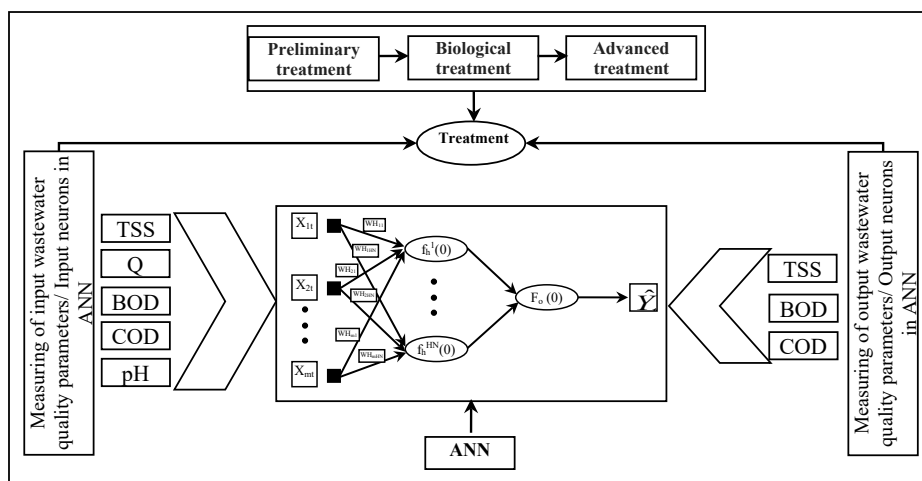 Preliminary
treatment
Biological
treatment
Advanced
treatment
Treatment
Measuring of input wastewater
quality parameters/ Input neurons in
ANN
TSS
Q
BOD
COD
pH
X1t
X2t
Xmt
WH11
WH1HN
WH21
WH2HN
WHm1
WHmHN
fh1(0)
fhHN(0)
Fo(0)
Ŷ
ANN
TSS
BOD
COD
Measuring of output wastewater
quality parameters/ Output neurons
in ANN